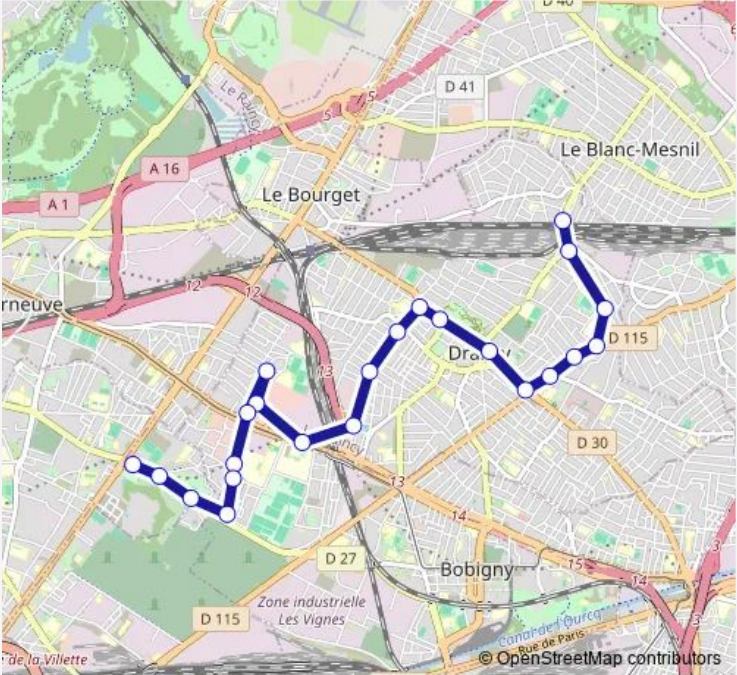 D 40
D 41
Le Raincy
5
5
Le Blanc-Mesnil
A 16
Le Bourget
A 1
12
12
rneuve
D 115
13
Drancy
D 30
13
14
D 27
Bobigny
15
14
3
Zone industrielle
Les Vignes
D 115
3
Canal de l'Ourcq
Rue de Paris
de la Villette
© OpenStreetMap contributors